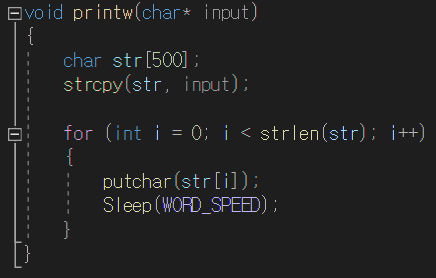 void printw(char* input)
{
    char str[500];
    strcpy(str, input);

    for (int i = 0; i < strlen(str); i++)
    {
        putchar(str[i]);
        Sleep(WORD_SPEED);
    }
}